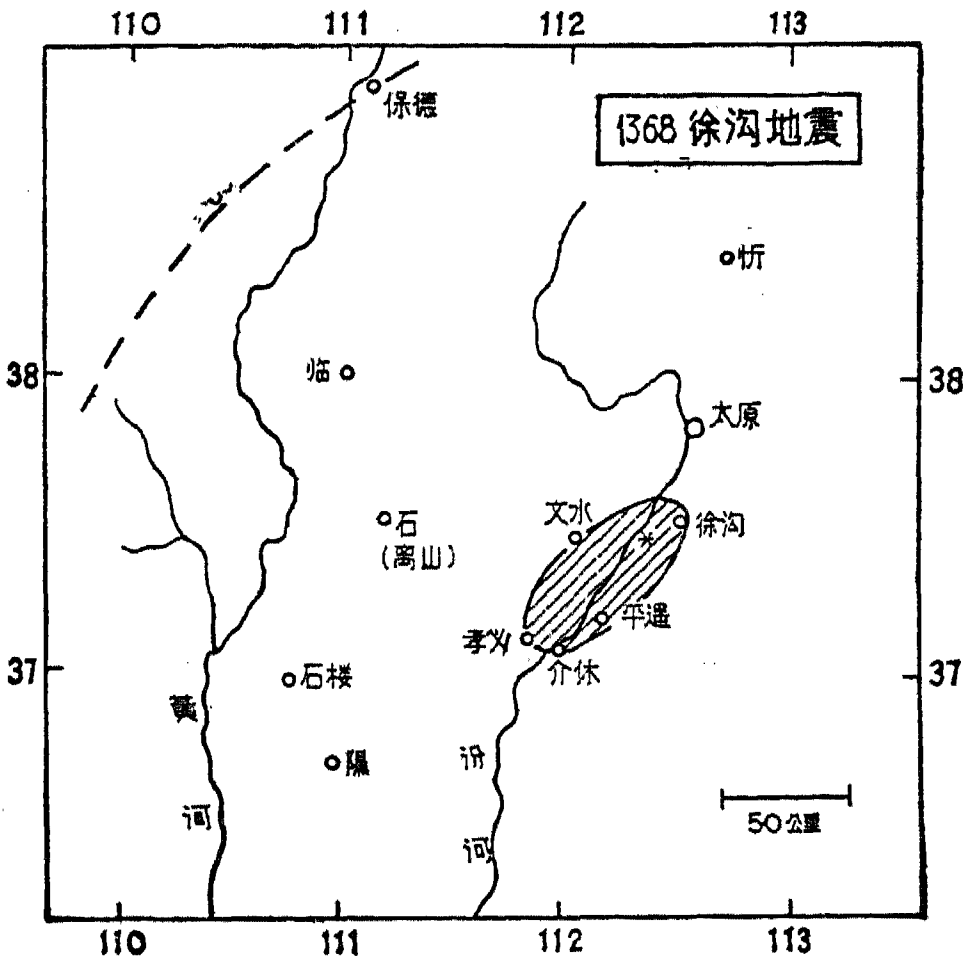 110 111 112 113
1368 徐沟地震
保德
忻
38 临 38
太原
文水
徐沟
石
(离山)
平遥
孝义
介休
37 石楼 37
黄河
隰
汾河
50公里
110 111 112 113